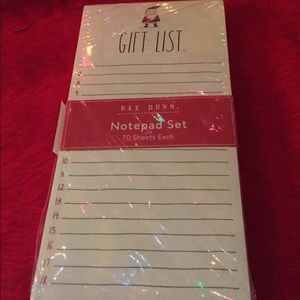 GIFT LIST.
RAE DUNN.
Notepad Set
70 Sheets Each
10.
11.
12.
13.
14.
15.
16.
17.
18.